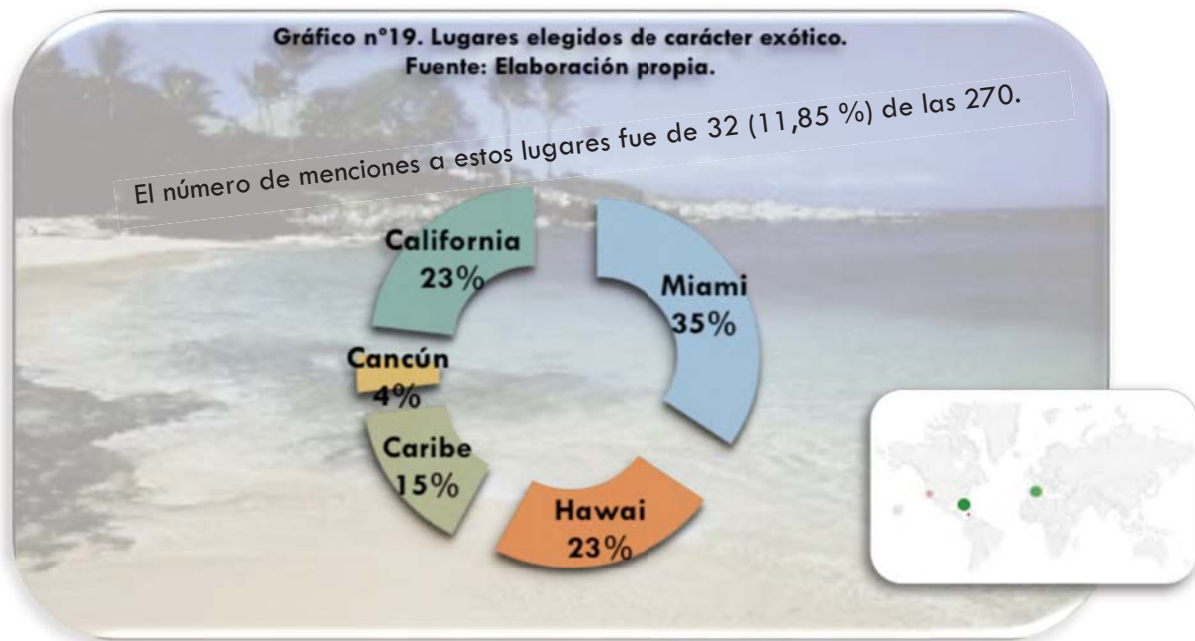 Gráfico nº19. Lugares elegidos de carácter exótico.
Fuente: Elaboración propia.
El número de menciones a estos lugares fue de 32 (11,85 %) de las 270.
California
23%
Miami
35%
Cancún
4%
Caribe
15%
Hawai
23%